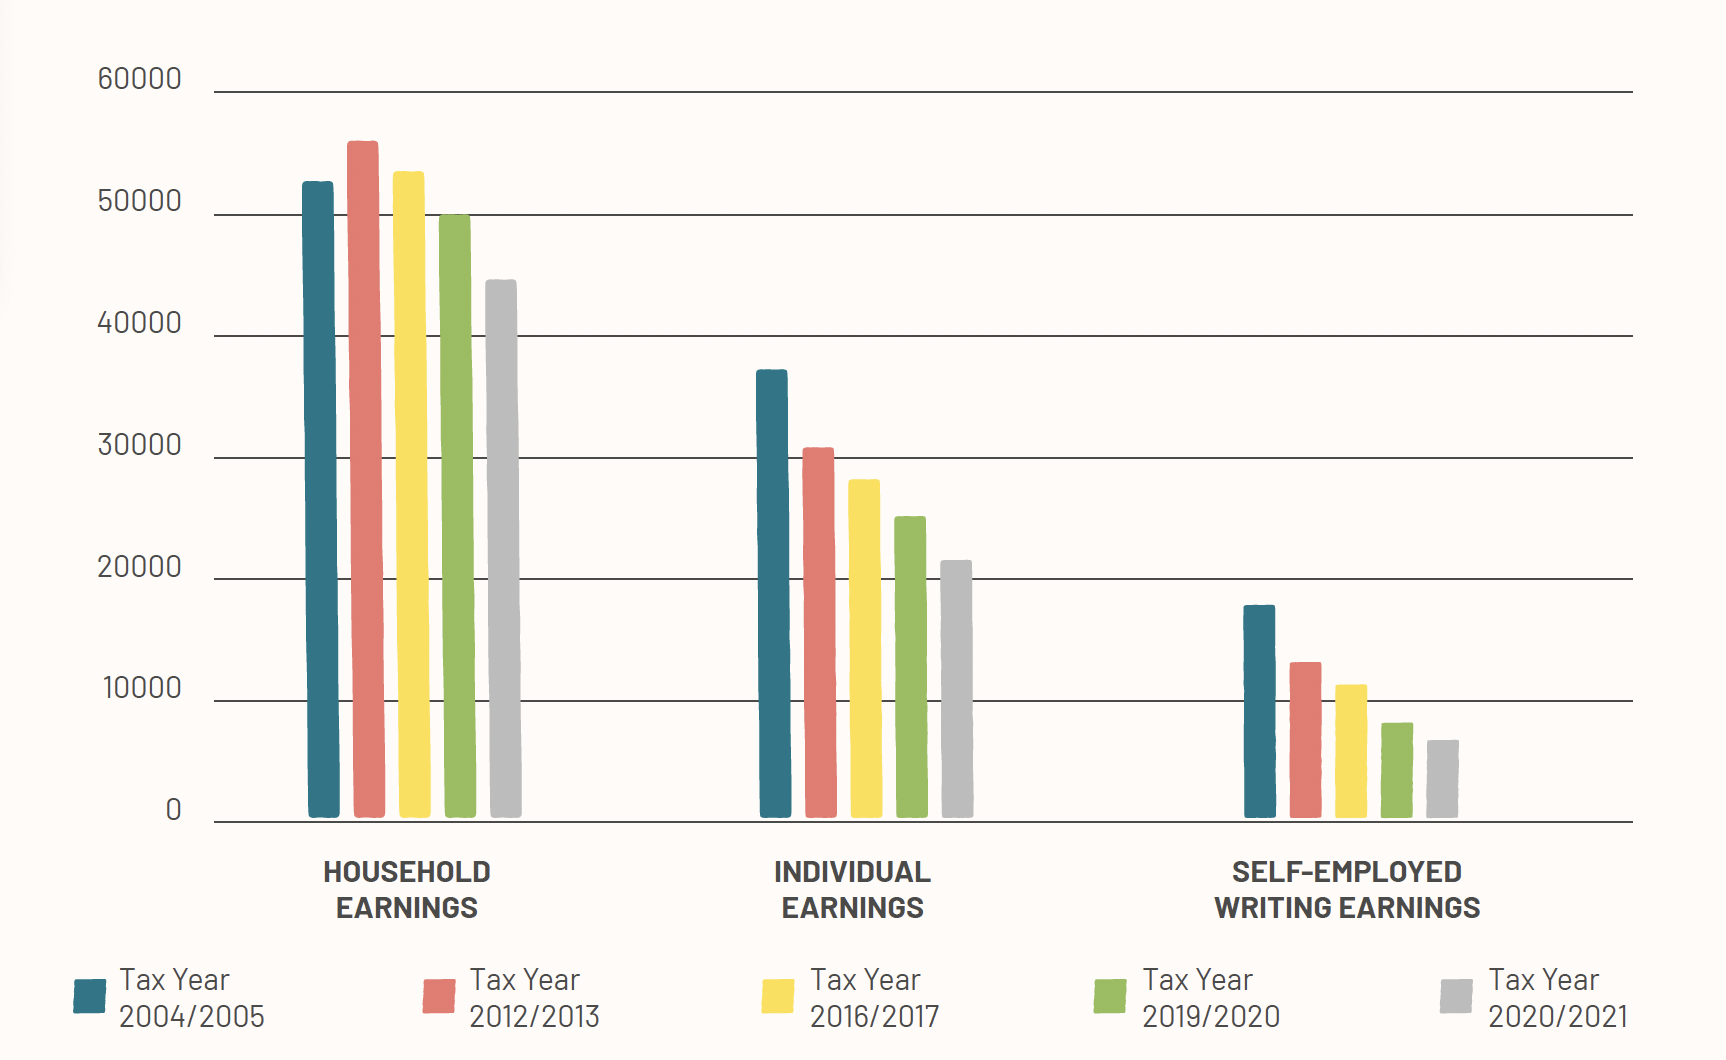 60000
50000
40000
30000
20000
10000
0
HOUSEHOLD
EARNINGS
INDIVIDUAL
EARNINGS
SELF-EMPLOYED
WRITING EARNINGS
Tax Year
2004/2005
Tax Year
2012/2013
Tax Year
2016/2017
Tax Year
2019/2020
Tax Year
2020/2021